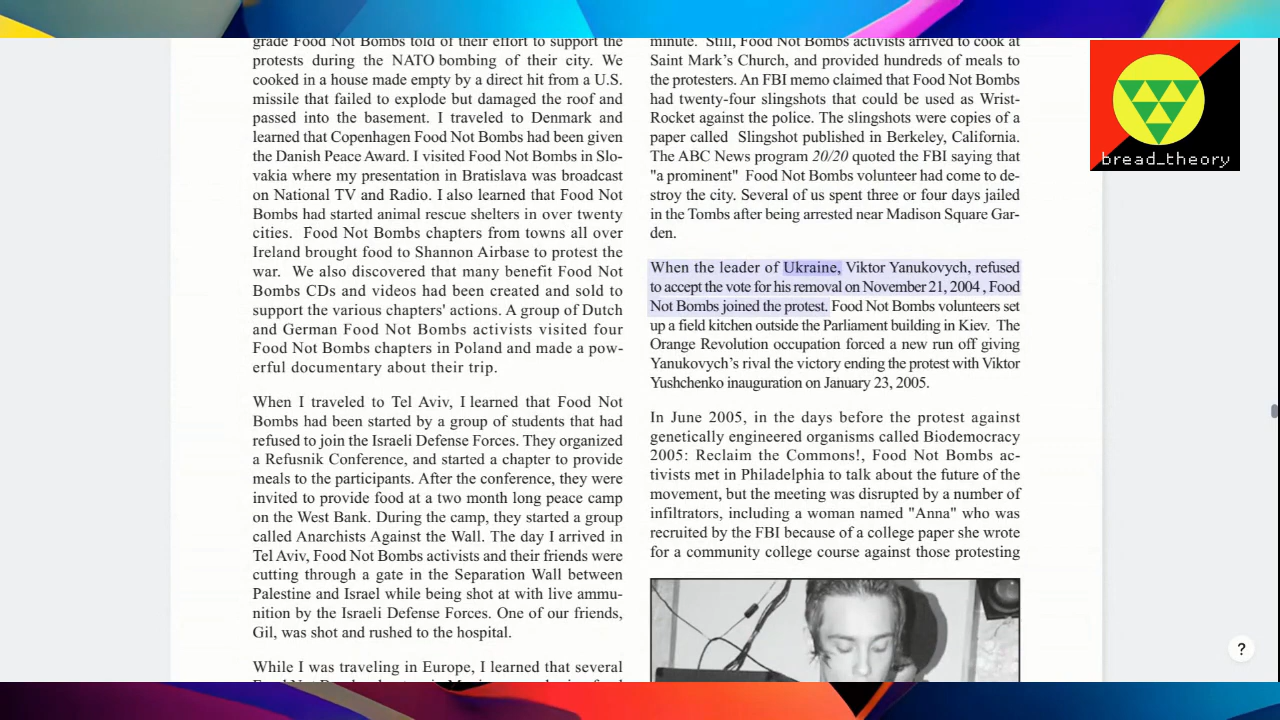 grade Food Not Bombs told of their effort to support the
protests during the NATO bombing of their city. We
cooked in a house made empty by a direct hit from a U.S.
missile that failed to explode but damaged the roof and
passed into the basement. I traveled to Denmark and
learned that Copenhagen Food Not Bombs had been given
the Danish Peace Award. I visited Food Not Bombs in Slo-
vakia where my presentation in Bratislava was broadcast
on National TV and Radio. I also learned that Food Not
Bombs had started animal rescue shelters in over twenty
cities. Food Not Bombs chapters from towns all over
Ireland brought food to Shannon Airbase to protest the
war. We also discovered that many benefit Food Not
Bombs CDs and videos had been created and sold to
support the various chapters' actions. A group of Dutch
and German Food Not Bombs activists visited four
Food Not Bombs chapters in Poland and made a pow-
erful documentary about their trip.
When I traveled to Tel Aviv, I learned that Food Not
Bombs had been started by a group of students that had
refused to join the Israeli Defense Forces. They organized
a Refusnik Conference, and started a chapter to provide
meals to the participants. After the conference, they were
invited to provide food at a two month long peace camp
on the West Bank. During the camp, they started a group
called Anarchists Against the Wall. The day I arrived in
Tel Aviv, Food Not Bombs activists and their friends were
cutting through a gate in the Separation Wall between
Palestine and Israel while being shot at with live ammu-
nition by the Israeli Defense Forces. One of our friends,
Gil, was shot and rushed to the hospital.
While I was traveling in Europe, I learned that several
minute. Still, Food Not Bombs activists arrived to cook at
Saint Mark’s Church, and provided hundreds of meals to
the protesters. An FBI memo claimed that Food Not Bombs
had twenty-four slingshots that could be used as Wrist-
Rocket against the police. The slingshots were copies of a
paper called Slingshot published in Berkeley, California.
The ABC News program 20/20 quoted the FBI saying that
"a prominent" Food Not Bombs volunteer had come to de-
stroy the city. Several of us spent three or four days jailed
in the Tombs after being arrested near Madison Square Gar-
den.
When the leader of Ukraine, Viktor Yanukovych, refused
to accept the vote for his removal on November 21, 2004 , Food
Not Bombs joined the protest. Food Not Bombs volunteers set
up a field kitchen outside the Parliament building in Kiev. The
Orange Revolution occupation forced a new run off giving
Yanukovych’s rival the victory ending the protest with Viktor
Yushchenko inauguration on January 23, 2005.
In June 2005, in the days before the protest against
genetically engineered organisms called Biodemocracy
2005: Reclaim the Commons!, Food Not Bombs ac-
tivists met in Philadelphia to talk about the future of the
movement, but the meeting was disrupted by a number of
infiltrators, including a woman named "Anna" who was
recruited by the FBI because of a college paper she wrote
for a community college course against those protesting
bread_theory
?